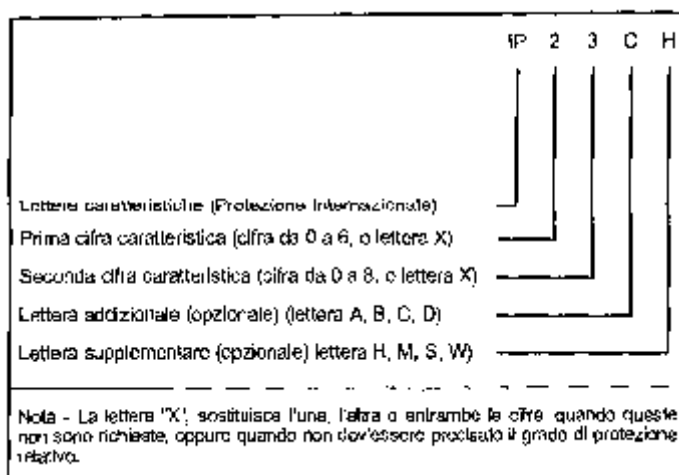 IP 2 3 C H
Lettere caratteristiche (Protezione Internazionale)
Prima cifra caratteristica (cifra da 0 a 6, o lettera X)
Seconda cifra caratteristica (cifra da 0 a 8, o lettera X)
Lettera addizionale (opzionale) (lettera A, B, C, D)
Lettera supplementare (opzionale) lettera H, M, S, W)
Nota - La lettera "X", sostituisce l'una, l'altra o entrambe le cifre quando queste
non sono richieste, oppure quando non dev'essere precisato il grado di protezione
relativo.